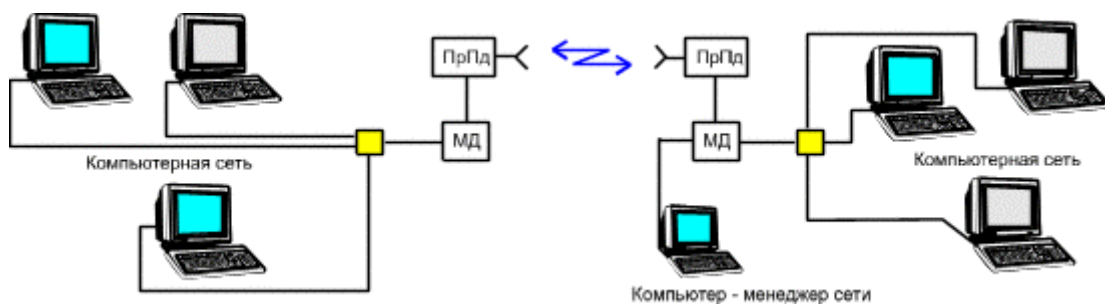 ПрПд
ПрПд
МД
МД
Компьютерная сеть
Компьютерная сеть
Компьютер - менеджер сети